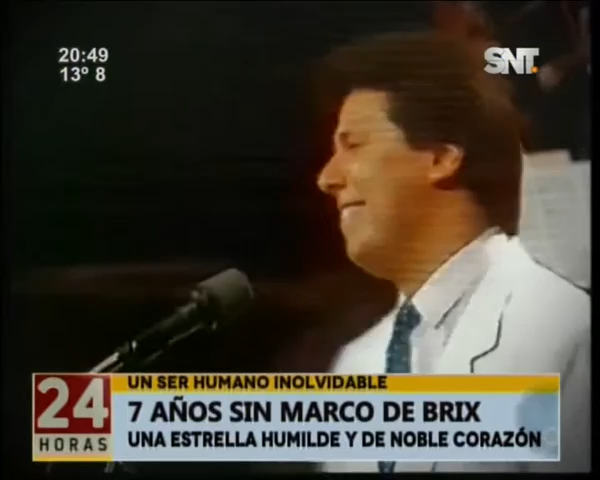 20:49
13º 8
SNT.
UN SER HUMANO INOLVIDABLE
24
HORAS
7 AÑOS SIN MARCO DE BRIX
UNA ESTRELLA HUMILDE Y DE NOBLE CORAZÓN